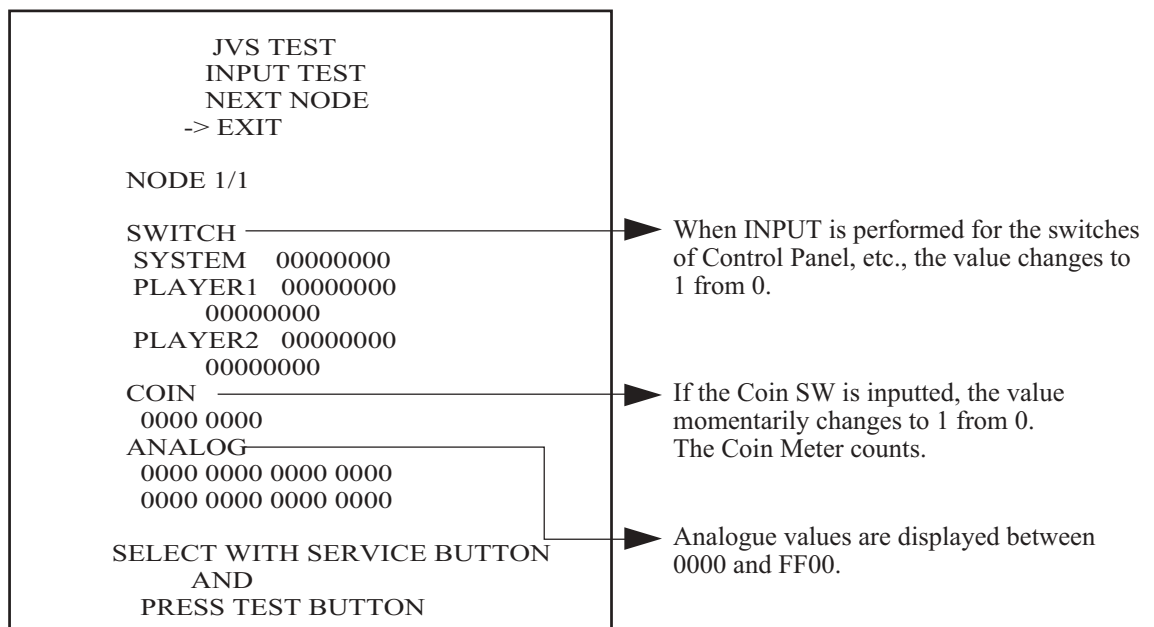 JVS TEST
INPUT TEST
NEXT NODE
-> EXIT
NODE 1/1
SWITCH
SYSTEM 00000000
PLAYER1 00000000
00000000
PLAYER2 00000000
00000000
COIN
0000 0000
ANALOG
0000 0000 0000 0000
0000 0000 0000 0000
SELECT WITH SERVICE BUTTON
AND
PRESS TEST BUTTON
When INPUT is performed for the switches
of Control Panel, etc., the value changes to
1 from 0.
If the Coin SW is inputted, the value
momentarily changes to 1 from 0.
The Coin Meter counts.
Analogue values are displayed between
0000 and FF00.